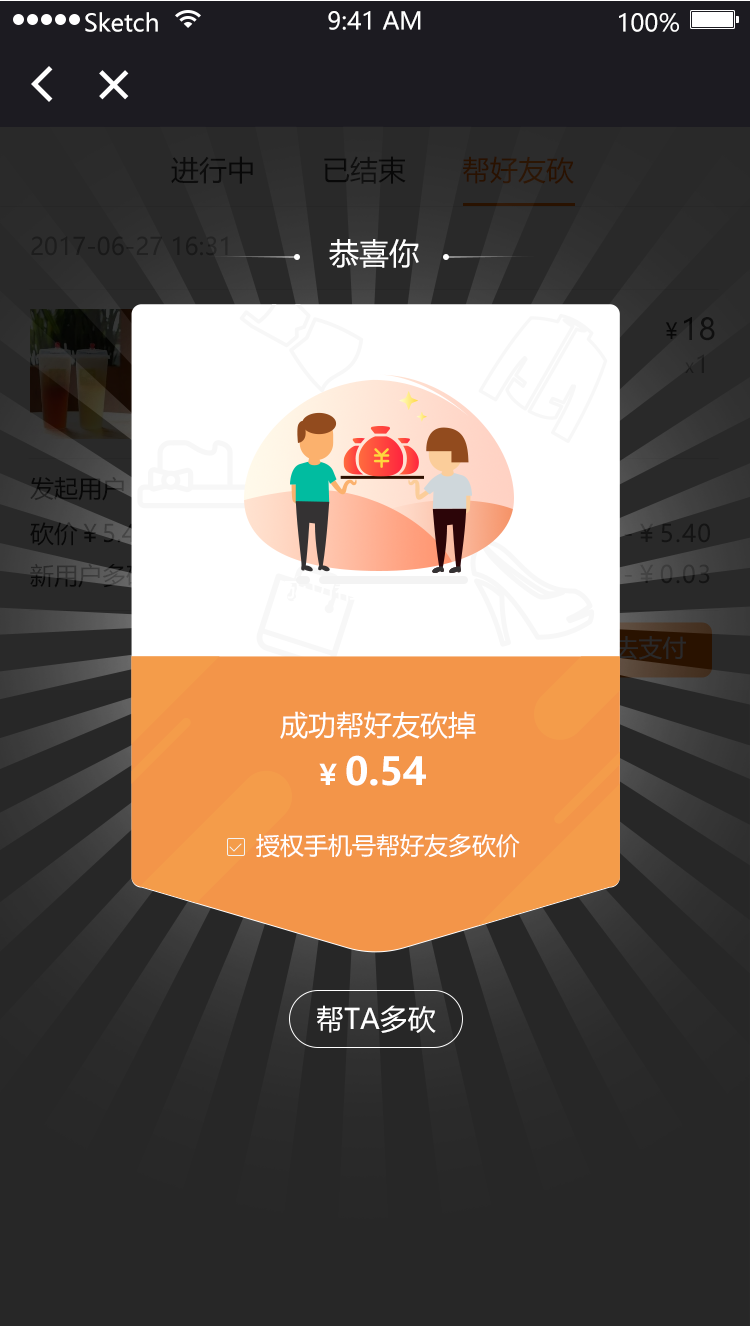 Sketch 9:41 AM 100%
进行中 已结束 帮好友砍
2017-06-27 16:31
恭喜你
¥18
x1
¥
发起用户
砍价¥5.4
- ¥5.40
新用户多
- ¥0.03
去支付
成功帮好友砍掉
¥0.54
授权手机号帮好友多砍价
帮TA多砍